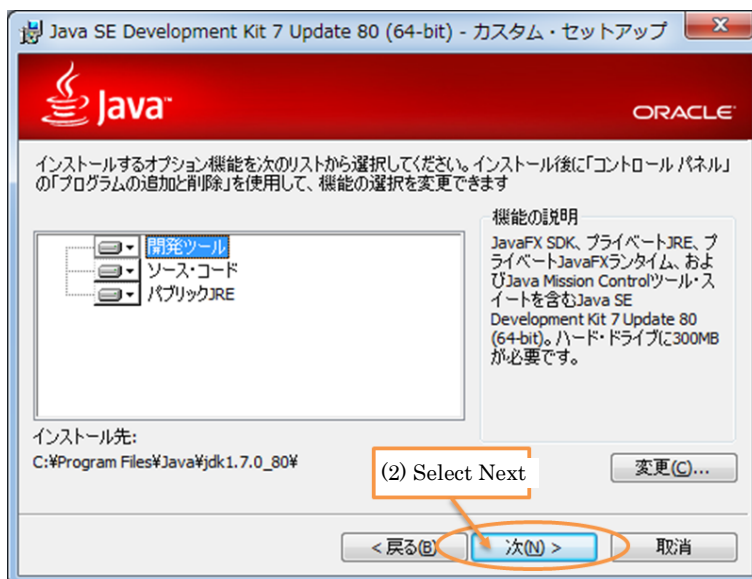 Java SE Development Kit 7 Update 80 (64-bit) - カスタム・セットアップ
Java™
ORACLE
インストールするオプション機能を次のリストから選択してください。インストール後に「コントロール パネル」
の「プログラムの追加と削除」を使用して、機能の選択を変更できます
開発ツール
ソース・コード
パブリックJRE
機能の説明
JavaFX SDK、プライベートJRE、プ
ライベートJavaFXランタイム、およ
びJava Mission Controlツール・ス
イートを含むJava SE
Development Kit 7 Update 80
(64-bit)。ハード・ドライブに300MB
が必要です。
インストール先:
C:¥Program Files¥Java¥jdk1.7.0_80¥
(2) Select Next
変更(C)...
< 戻る(B)
次(N) >
取消